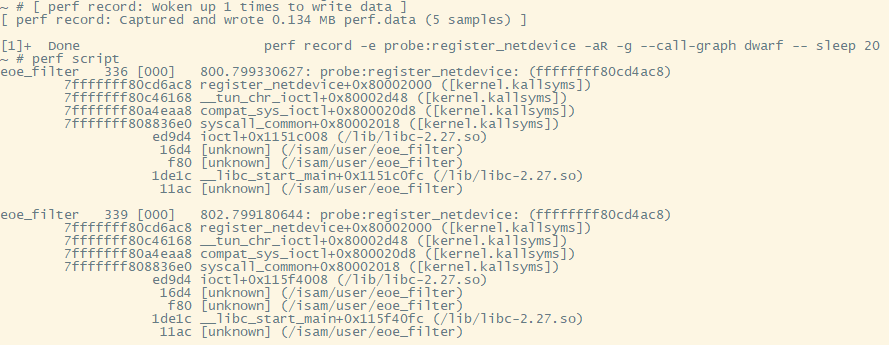 ~ # [ perf record: Woken up 1 times to write data ]
[ perf record: Captured and wrote 0.134 MB perf.data (5 samples) ]

[1]+  Done                    perf record -e probe:register_netdevice -aR -g --call-graph dwarf -- sleep 20
~ # perf script
eoe_filter   336 [000]   800.799330627: probe:register_netdevice: (ffffffff80cd4ac8)
        7fffffff80cd6ac8 register_netdevice+0x80002000 ([kernel.kallsyms])
        7fffffff80c46168 __tun_chr_ioctl+0x80002d48 ([kernel.kallsyms])
        7fffffff80a4eaa8 compat_sys_ioctl+0x800020d8 ([kernel.kallsyms])
        7fffffff808836e0 syscall_common+0x80002018 ([kernel.kallsyms])
                   ed9d4 ioctl+0x1151c008 (/lib/libc-2.27.so)
                    16d4 [unknown] (/isam/user/eoe_filter)
                     f80 [unknown] (/isam/user/eoe_filter)
                   1de1c __libc_start_main+0x1151c0fc (/lib/libc-2.27.so)
                    11ac [unknown] (/isam/user/eoe_filter)

eoe_filter   339 [000]   802.799180644: probe:register_netdevice: (ffffffff80cd4ac8)
        7fffffff80cd6ac8 register_netdevice+0x80002000 ([kernel.kallsyms])
        7fffffff80c46168 __tun_chr_ioctl+0x80002d48 ([kernel.kallsyms])
        7fffffff80a4eaa8 compat_sys_ioctl+0x800020d8 ([kernel.kallsyms])
        7fffffff808836e0 syscall_common+0x80002018 ([kernel.kallsyms])
                   ed9d4 ioctl+0x115f4008 (/lib/libc-2.27.so)
                    16d4 [unknown] (/isam/user/eoe_filter)
                     f80 [unknown] (/isam/user/eoe_filter)
                   1de1c __libc_start_main+0x115f40fc (/lib/libc-2.27.so)
                    11ac [unknown] (/isam/user/eoe_filter)